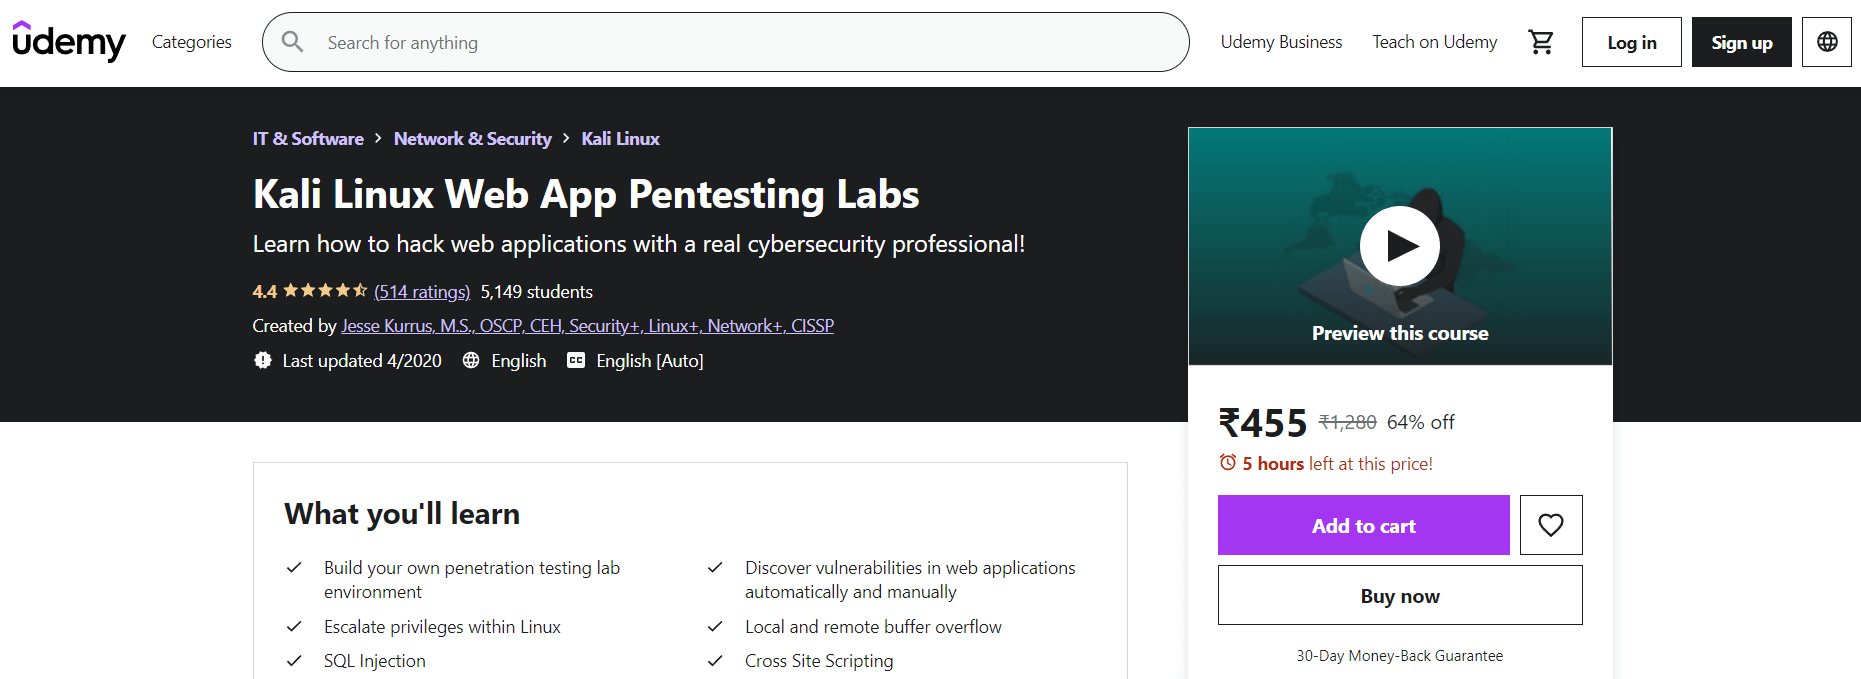 udemy
Categories
Search for anything
Udemy Business
Teach on Udemy
Log in
Sign up
IT & Software > Network & Security > Kali Linux
Kali Linux Web App Pentesting Labs
Learn how to hack web applications with a real cybersecurity professional!
4.4 (514 ratings) 5,149 students
Created by Jesse Kurrus, M.S., OSCP, CEH, Security+, Linux+, Network+, CISSP
Last updated 4/2020 English CC English [Auto]
Preview this course
₹455 ₹1,280 64% off
5 hours left at this price!
Add to cart
Buy now
30-Day Money-Back Guarantee
What you'll learn
Build your own penetration testing lab
environment
Discover vulnerabilities in web applications
automatically and manually
Escalate privileges within Linux
Local and remote buffer overflow
SQL Injection
Cross Site Scripting